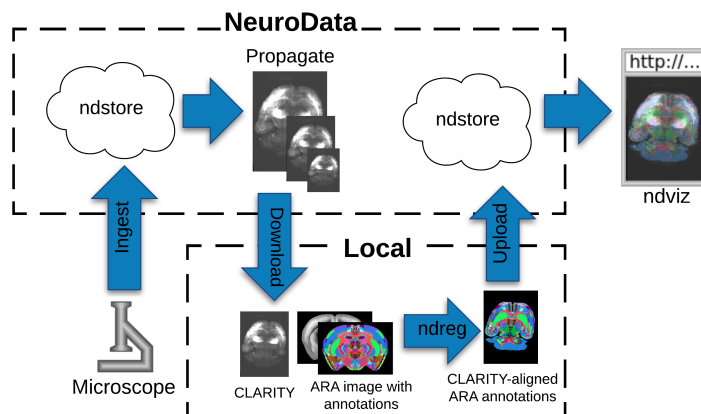 NeuroData
Propagate
ndstore
ndstore
http://...
ndviz
Ingest
Download
Upload
Local
ndreg
Microscope
CLARITY
ARA image with
annotations
CLARITY-aligned
ARA annotations